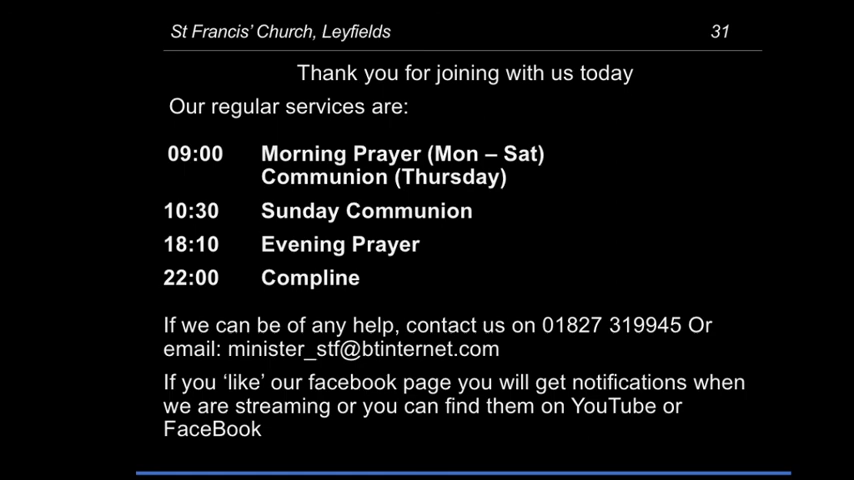 St Francis' Church, Leyfields 31
Thank you for joining with us today
Our regular services are:
09:00 Morning Prayer (Mon – Sat)
Communion (Thursday)
10:30 Sunday Communion
18:10 Evening Prayer
22:00 Compline
If we can be of any help, contact us on 01827 319945 Or
email: minister_stf@btinternet.com
If you ‘like’ our facebook page you will get notifications when
we are streaming or you can find them on YouTube or
FaceBook